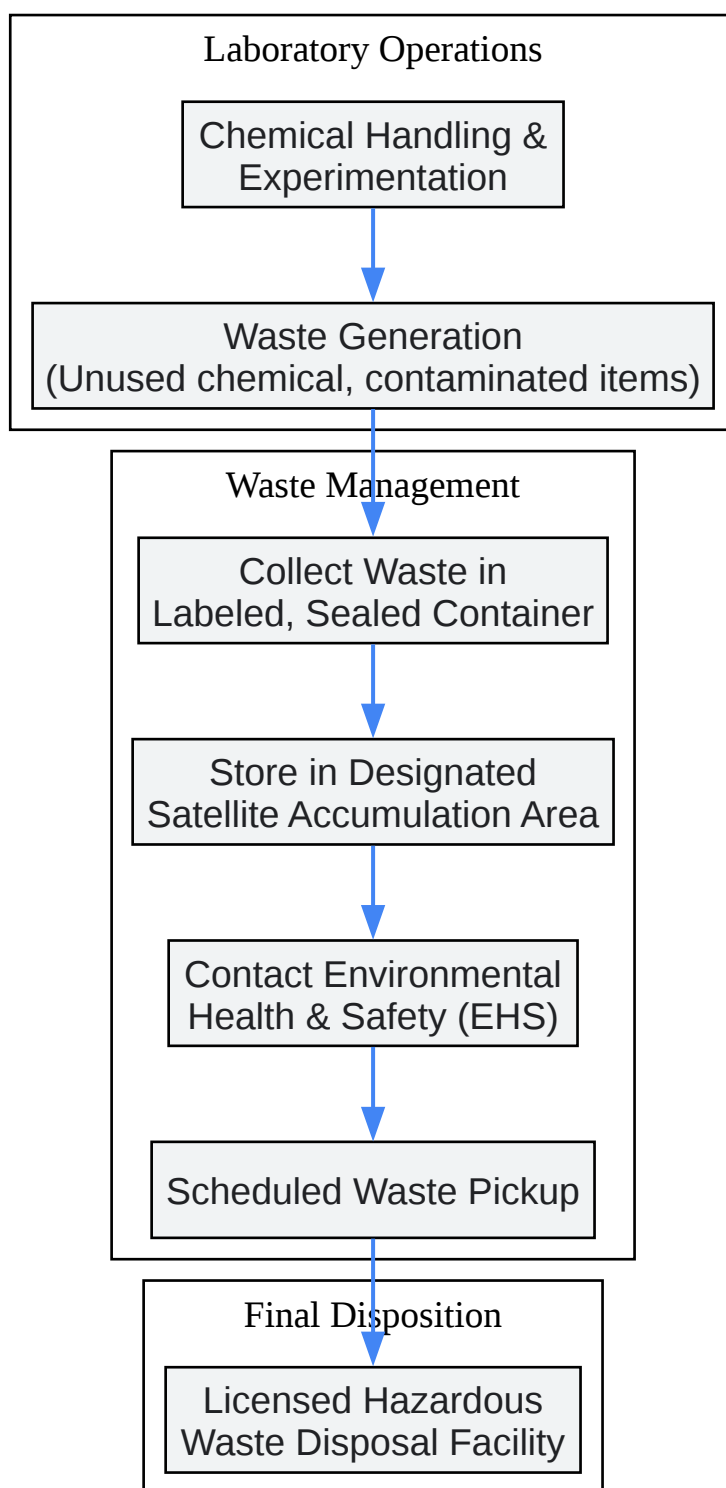 Laboratory Operations
Chemical Handling &
Experimentation
Waste Generation
(Unused chemical, contaminated items)
Waste Management
Collect Waste in
Labeled, Sealed Container
Store in Designated
Satellite Accumulation Area
Contact Environmental
Health & Safety (EHS)
Scheduled Waste Pickup
Final Disposition
Licensed Hazardous
Waste Disposal Facility